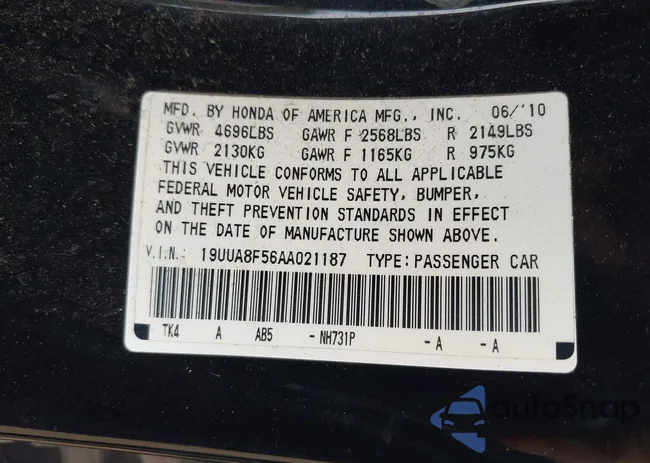 MFD. BY HONDA OF AMERICA MFG., INC. 06/'10
GVWR 4696LBS GAWR F 2568LBS R 2149LBS
GVWR 2130KG GAWR F 1165KG R 975KG
THIS VEHICLE CONFORMS TO ALL APPLICABLE
FEDERAL MOTOR VEHICLE SAFETY, BUMPER,
AND THEFT PREVENTION STANDARDS IN EFFECT
ON THE DATE OF MANUFACTURE SHOWN ABOVE.
V.I.N.: 19UUA8F56AA021187 TYPE:PASSENGER CAR
TK4 A AB5 -NH731P -A -A
autoSnap